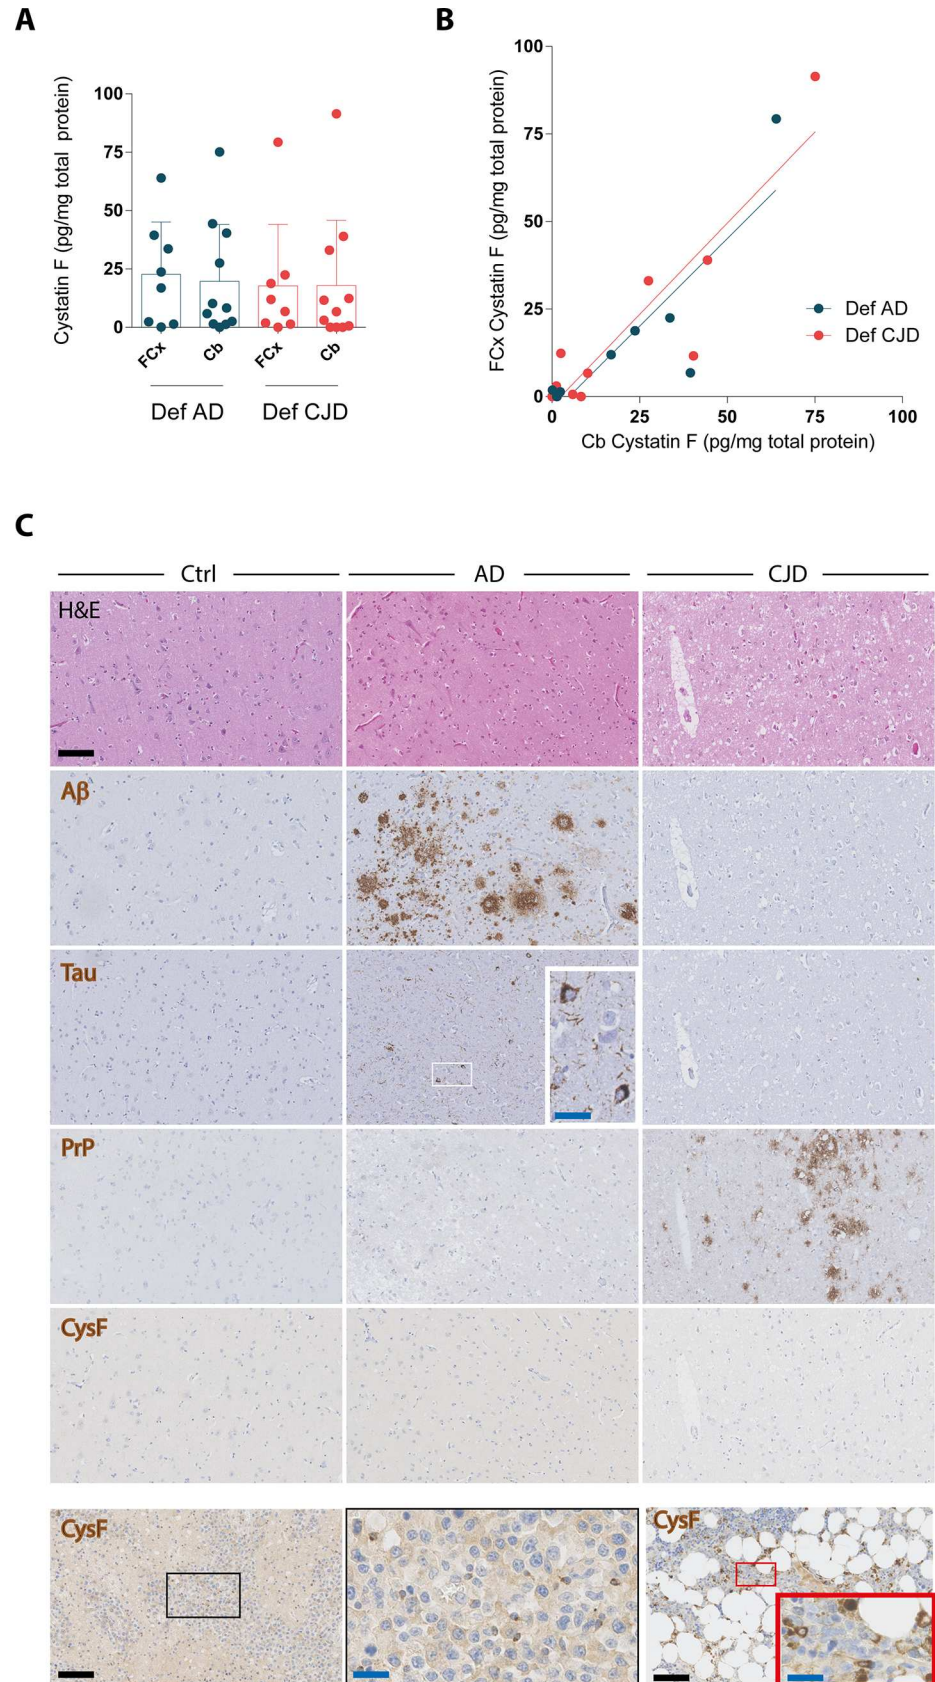 A
Cystatin F (pg/mg total protein)
100
75
50
25
0
FCx
Cb
FCx
Cb
Def AD
Def CJD
B
FCx Cystatin F (pg/mg total protein)
100
75
50
25
0
0
25
50
75
100
Cb Cystatin F (pg/mg total protein)
Def AD
Def CJD
C
Ctrl
AD
CJD
H&E
Aβ
Tau
PrP
CysF
CysF
CysF